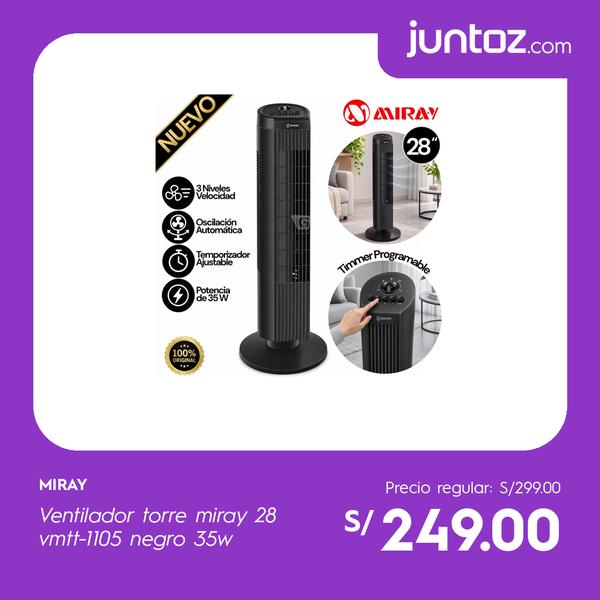 juntoz.com
NUEVO
MIRAY
28"
3 Niveles
Velocidad
Oscilación
Automática
Temporizador
Ajustable
Potencia
de 35 W
Timmer Programable
100%
ORIGINAL
MIRAY
Precio regular: S/299.00
Ventilador torre miray 28
vmtt-1105 negro 35w
S/ 249.00